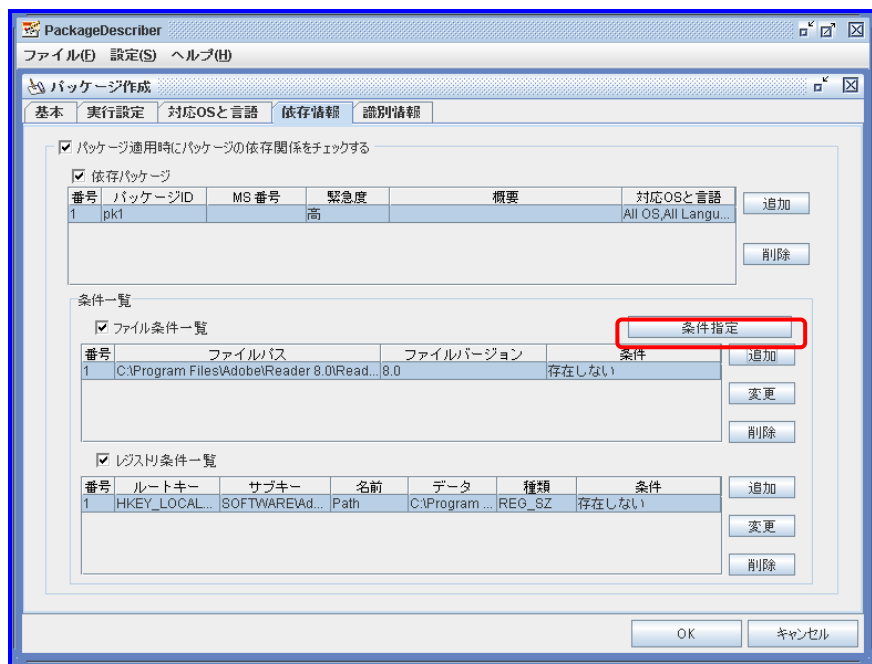 PackageDescriber
ファイル(F) 設定(S) ヘルプ(H)
パッケージ作成
基本 実行設定 対応OSと言語 依存情報 識別情報
パッケージ適用時にパッケージの依存関係をチェックする
依存パッケージ
番号 パッケージID MS 番号 緊急度 概要 対応OSと言語
1 pk1 高 All OS,All Langu...
追加
削除
条件一覧
ファイル条件一覧
条件指定
番号 ファイルパス ファイルバージョン 条件
1 C:\Program Files\Adobe\Reader 8.0\Read... 8.0 存在しない
追加
変更
削除
レジストリ条件一覧
番号 ルートキー サブキー 名前 データ 種類 条件
1 HKEY_LOCAL... SOFTWARE\Ad... Path C:\Program ... REG_SZ 存在しない
追加
変更
削除
OK キャンセル